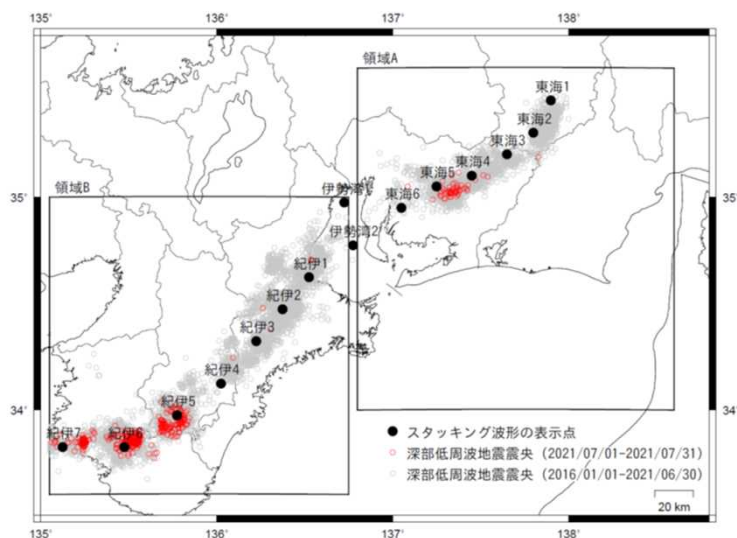 135° 136° 137° 138°
領域A
東海1
東海2
東海3
東海4
東海5
東海6
35° 35°
領域B
伊勢湾1
伊勢湾2
紀伊1
紀伊2
紀伊3
紀伊4
紀伊5
紀伊6
紀伊7
34° 34°
スタッキング波形の表示点
深部低周波地震震央（2021/07/01-2021/07/31）
深部低周波地震震央（2016/01/01-2021/06/30）
20 km
135° 136° 137° 138°